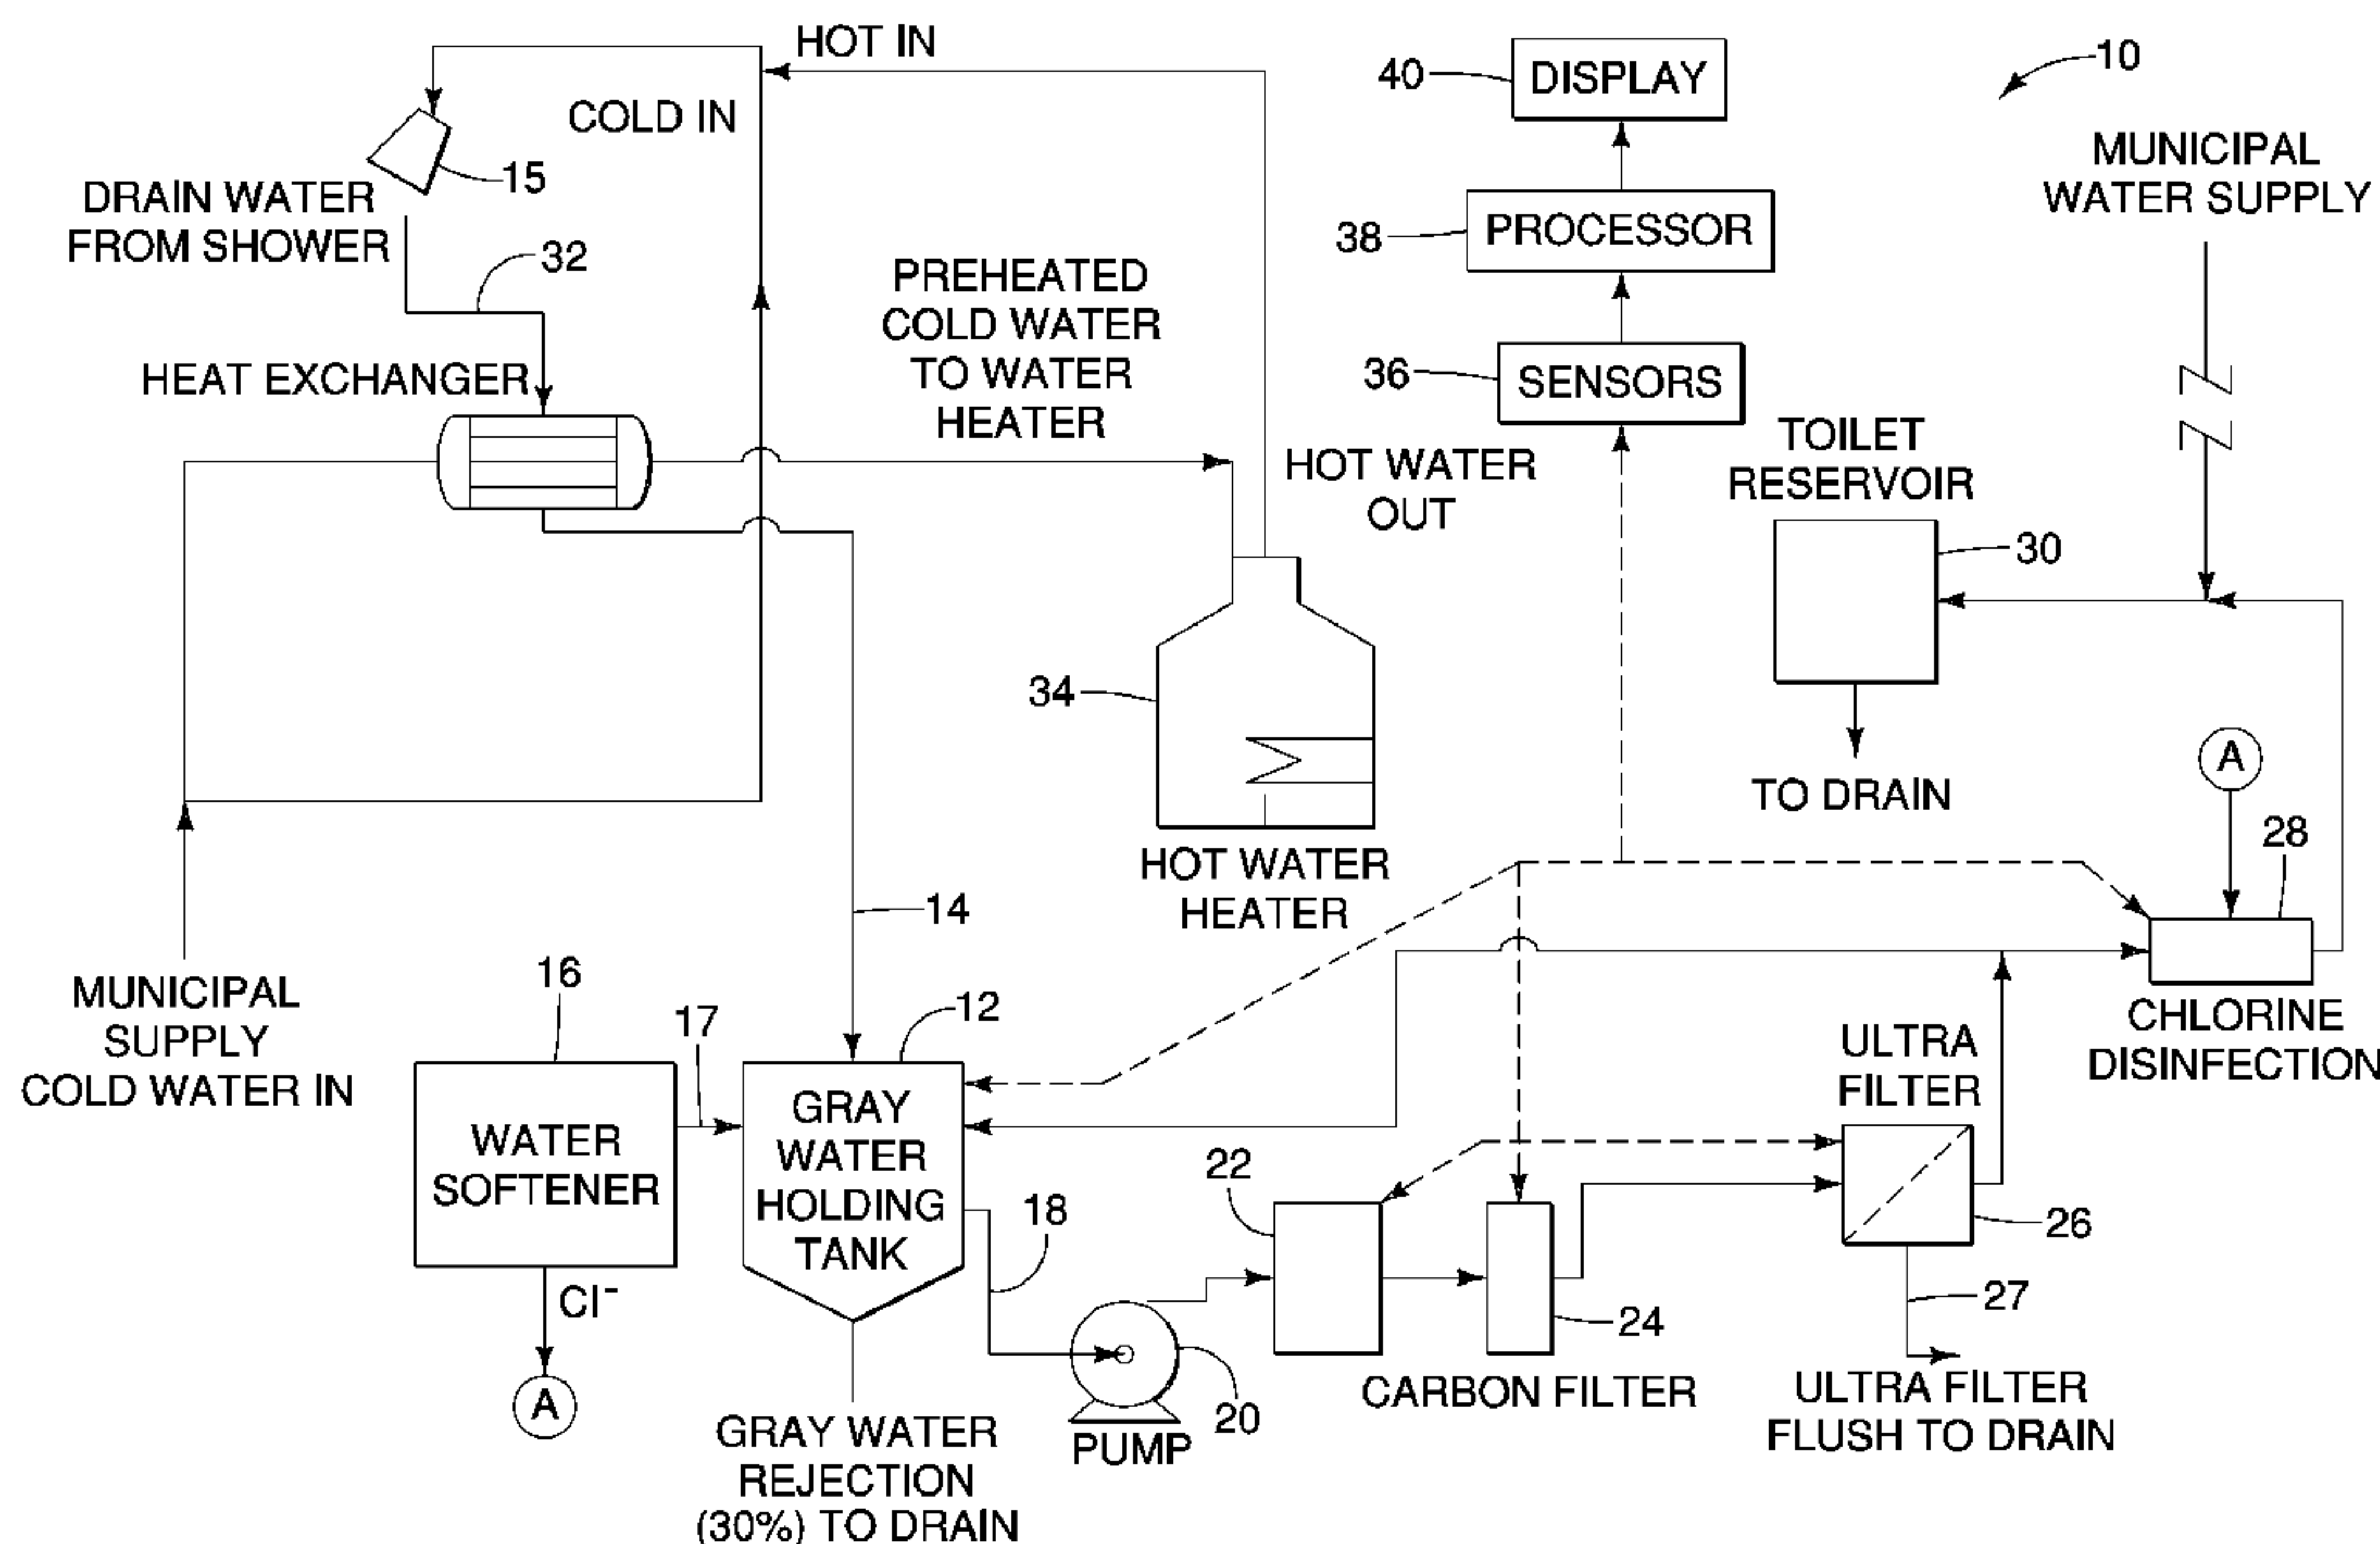 HOT IN
COLD IN
15
DRAIN WATER
FROM SHOWER
32
HEAT EXCHANGER
PREHEATED
COLD WATER
TO WATER
HEATER
40
DISPLAY
38
PROCESSOR
36
SENSORS
10
MUNICIPAL
WATER SUPPLY
HOT WATER
OUT
TOILET
RESERVOIR
30
TO DRAIN
34
HOT WATER
HEATER
A
28
CHLORINE
DISINFECTION
14
MUNICIPAL
SUPPLY
COLD WATER IN
16
WATER
SOFTENER
17
12
GRAY
WATER
HOLDING
TANK
18
Cl-
A
GRAY WATER
REJECTION
(30%) TO DRAIN
PUMP
20
22
24
CARBON FILTER
ULTRA
FILTER
26
27
ULTRA FILTER
FLUSH TO DRAIN